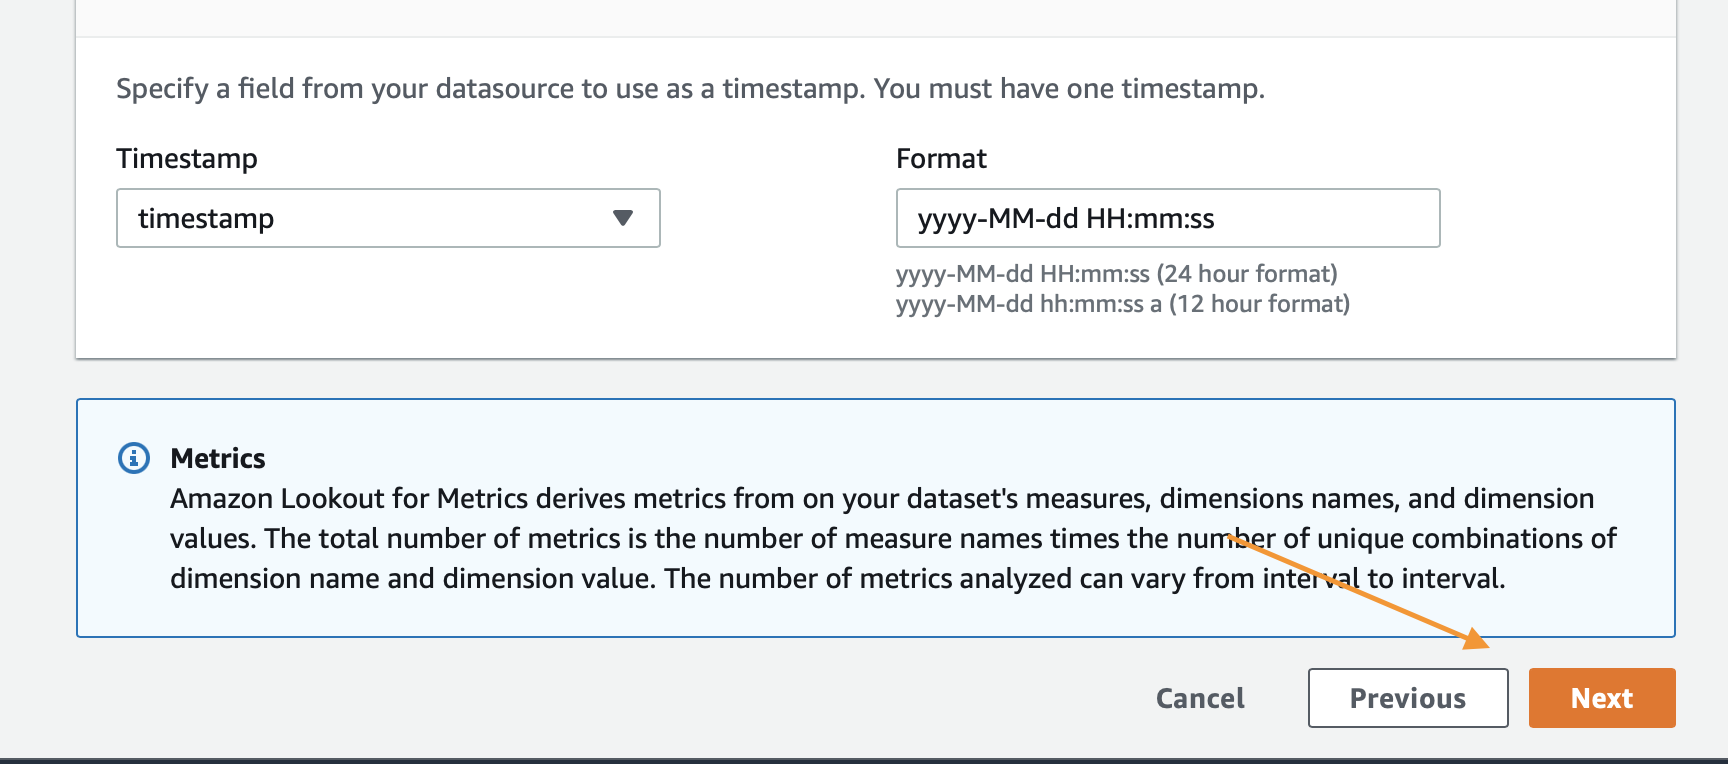 Specify a field from your datasource to use as a timestamp. You must have one timestamp.
Timestamp
timestamp
Format
yyyy-MM-dd HH:mm:ss
yyyy-MM-dd HH:mm:ss (24 hour format)
yyyy-MM-dd hh:mm:ss a (12 hour format)
Metrics
Amazon Lookout for Metrics derives metrics from on your dataset's measures, dimensions names, and dimension
values. The total number of metrics is the number of measure names times the number of unique combinations of
dimension name and dimension value. The number of metrics analyzed can vary from interval to interval.
Cancel
Previous
Next